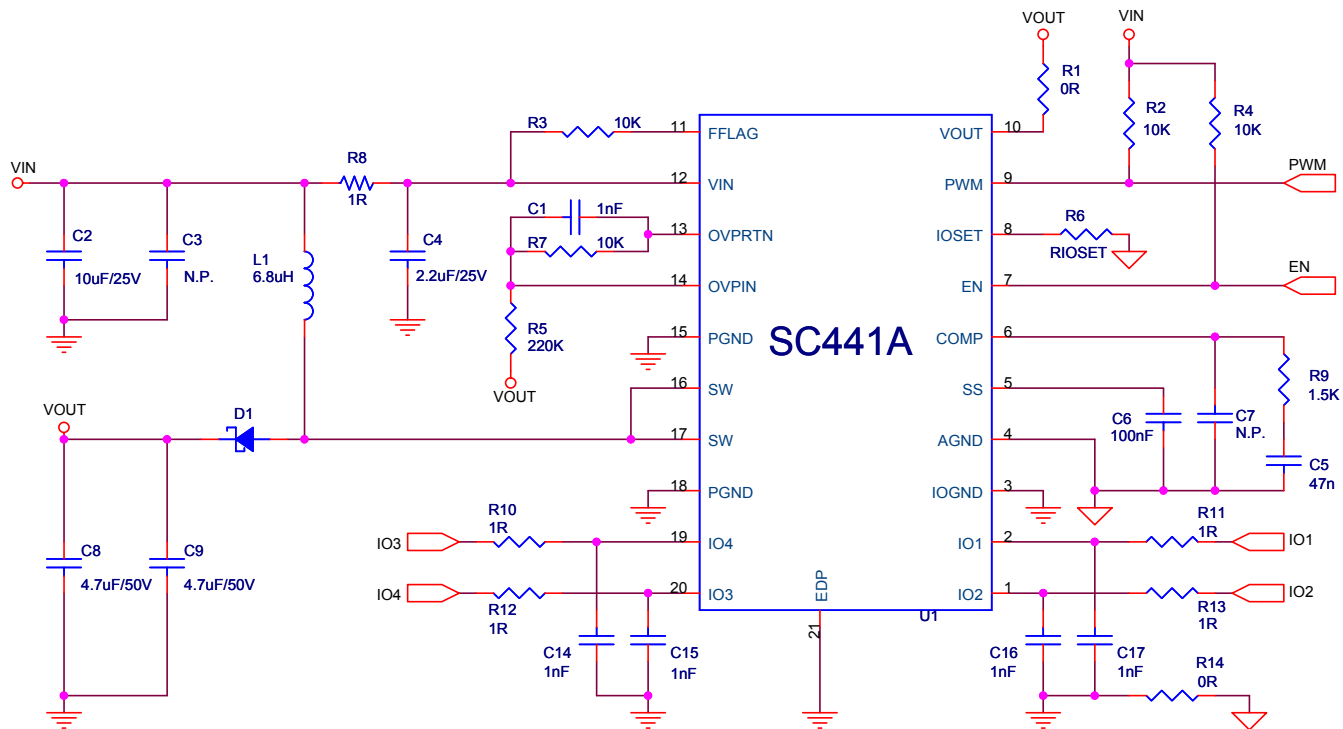 VOUT
VIN
R1
0R
R2
10K
R4
10K
R3
10K
11
FFLAG
VOUT
10
VIN
R8
1R
12
VIN
PWM
9
PWM
C1
1nF
13
OVPRTN
IOSET
8
R6
RIOSET
R7
10K
C2
10uF/25V
C3
N.P.
L1
6.8uH
C4
2.2uF/25V
14
OVPIN
EN
7
EN
R5
220K
VOUT
15
PGND
SC441A
COMP
6
R9
1.5K
16
SW
SS
5
C6
100nF
C7
N.P.
VOUT
D1
17
SW
AGND
4
C5
47n
18
PGND
IOGND
3
R10
1R
IO3
19
IO4
IO1
2
R11
1R
IO1
C8
4.7uF/50V
C9
4.7uF/50V
IO4
R12
1R
20
IO3
EDP
21
IO2
1
U1
R13
1R
IO2
C14
1nF
C15
1nF
C16
1nF
C17
1nF
R14
0R